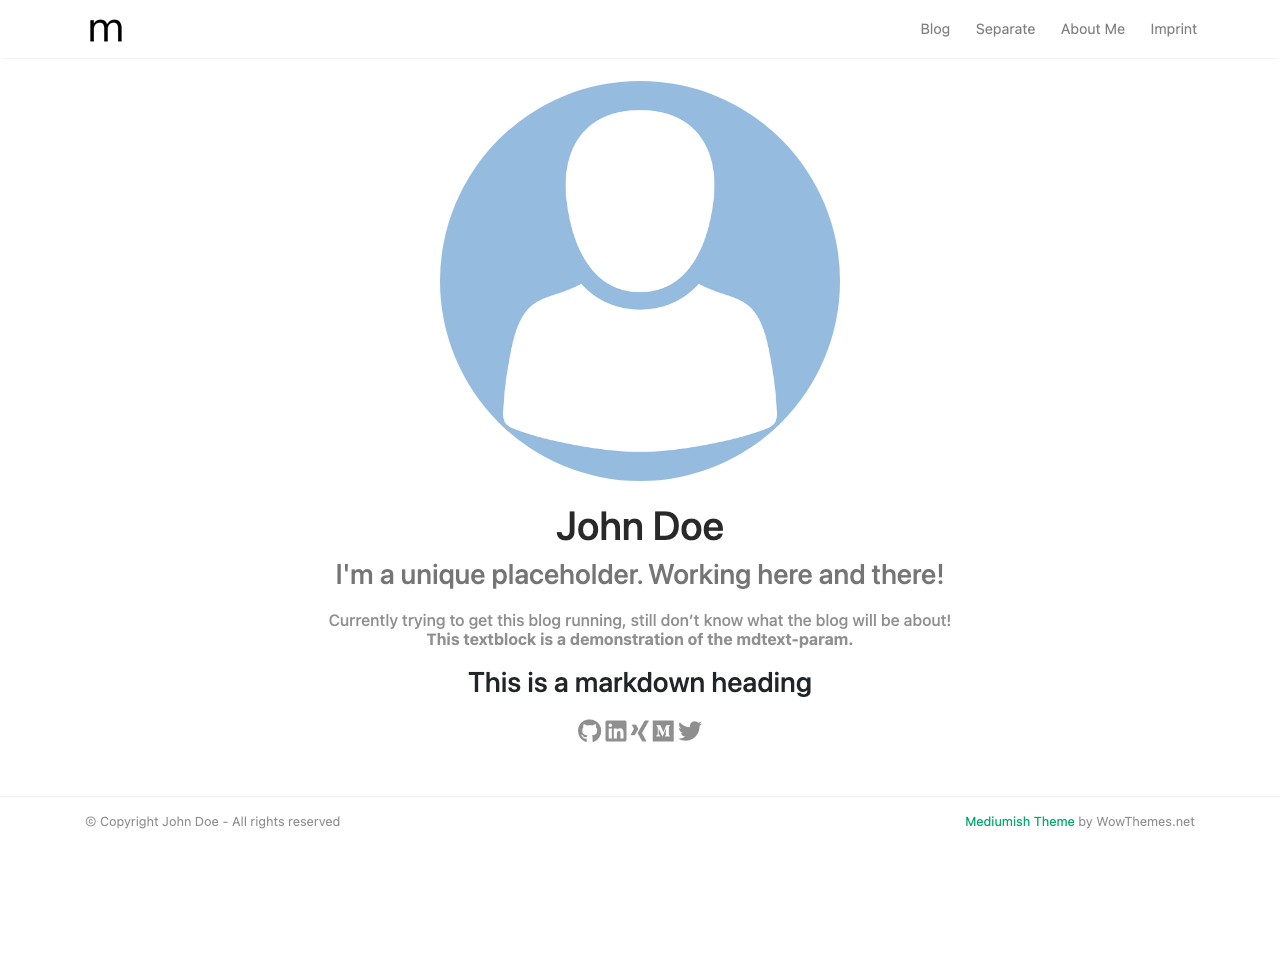 m
Blog Separate About Me Imprint
John Doe
I'm a unique placeholder. Working here and there!
Currently trying to get this blog running, still don’t know what the blog will be about!
This textblock is a demonstration of the mdtext-param.
This is a markdown heading
in M
© Copyright John Doe - All rights reserved
Mediumish Theme by WowThemes.net